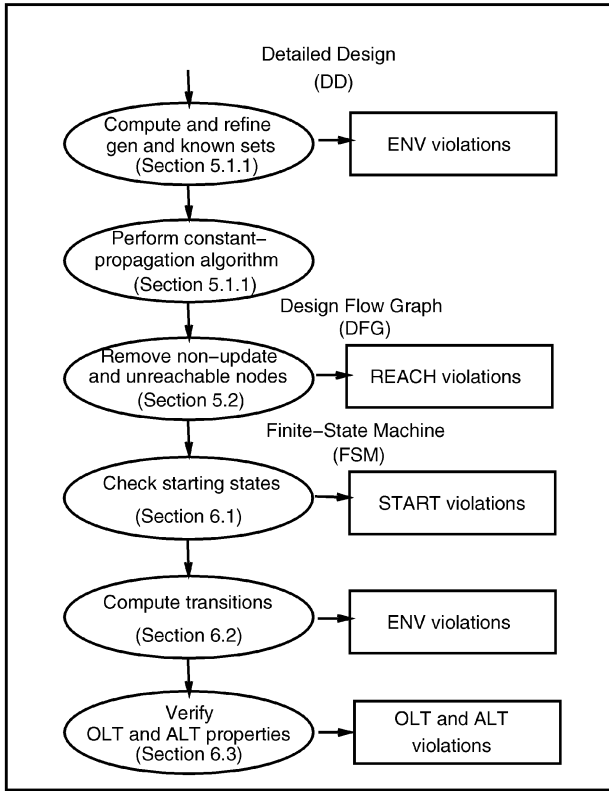 Detailed Design
(DD)
Compute and refine
gen and known sets
(Section 5.1.1)
ENV violations
Perform constant-
propagation algorithm
(Section 5.1.1)
Design Flow Graph
(DFG)
Remove non-update
and unreachable nodes
(Section 5.2)
REACH violations
Finite-State Machine
(FSM)
Check starting states
(Section 6.1)
START violations
Compute transitions
(Section 6.2)
ENV violations
Verify
OLT and ALT properties
(Section 6.3)
OLT and ALT
violations